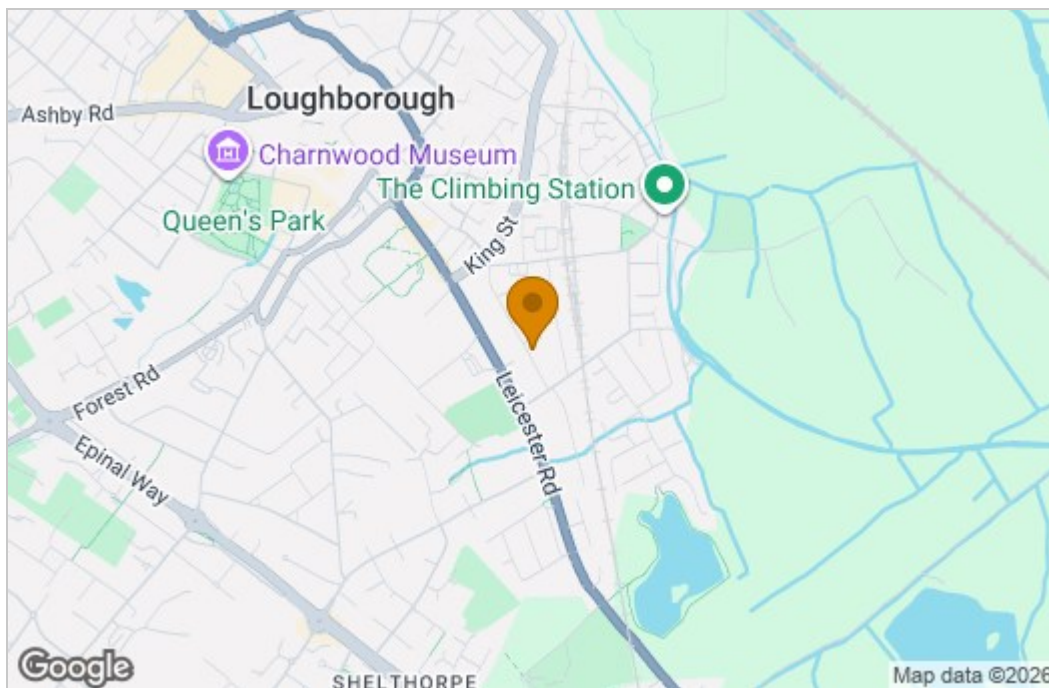 Ashby Rd
Loughborough
Charnwood Museum
The Climbing Station
Queen's Park
King St
Forest Rd
Leicester Rd
Epinal Way
SHELTHORPE
Google
Map data ©2026